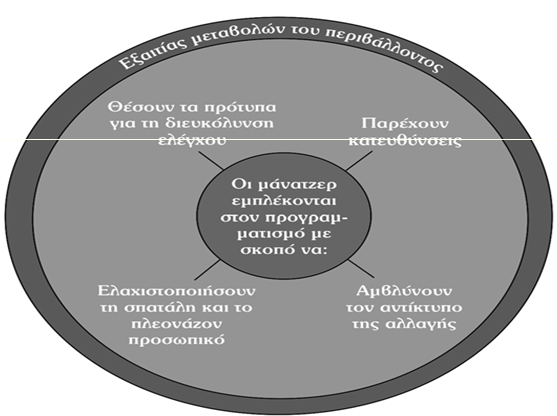 Εξαιτίας μεταβολών του περιβάλλοντος
Θέσουν τα πρότυπα
για τη διευκόλυνση
ελέγχου
Παρέχουν
κατευθύνσεις
Οι μάνατζερ
εμπλέκονται
στον προγραμ-
ματισμό με
σκοπό να:
Ελαχιστοποιήσουν
τη σπατάλη και το
πλεονάζον
προσωπικό
Αμβλύνουν
τον αντίκτυπο
της αλλαγής